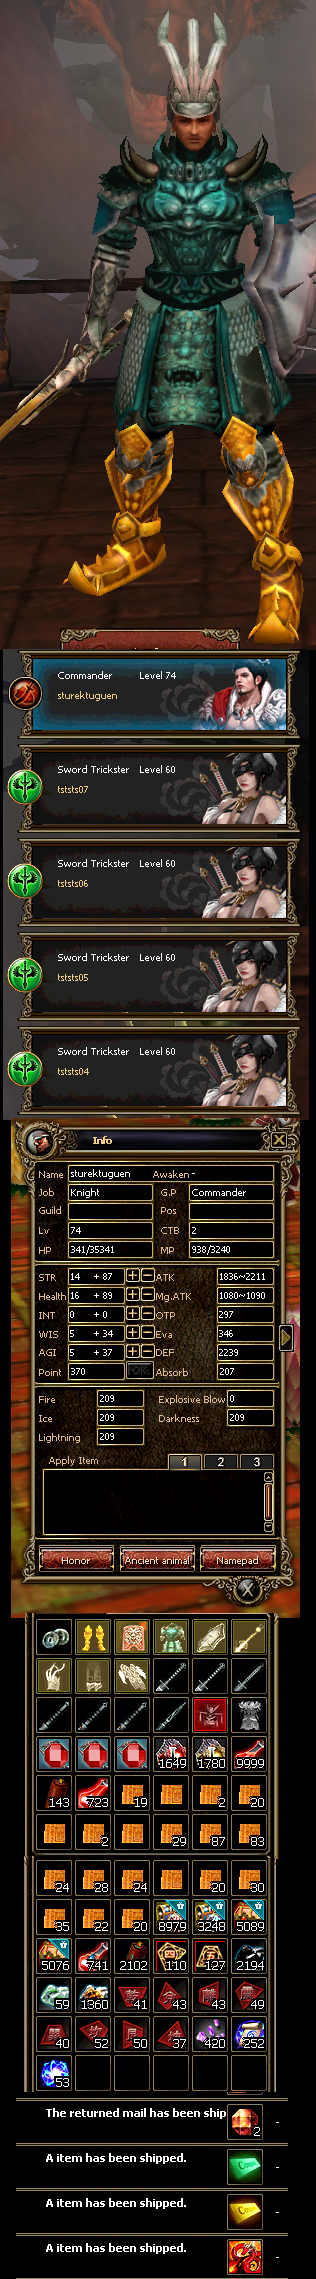 Commander Level 74
sturektuguen
Sword Trickster Level 60
tststs07
Sword Trickster Level 60
tststs06
Sword Trickster Level 60
tststs05
Sword Trickster Level 60
tststs04
Info
Name sturektuguen Awaken -
Job Knight G.P Commander
Guild Pos
Lv 74 CTB 2
HP 341/35341 MP 938/3240
STR 14 + 87 ATK 1836~2211
Health 16 + 89 Mg.ATK 1080~1090
INT 0 + 0 OTP 297
WIS 5 + 34 Eva 346
AGI 5 + 37 DEF 2239
Point 370 Absorb 207
Fire 209 Explosive Blow 0
Ice 209 Darkness 209
Lightning 209
Apply Item 1 2 3
Honor Ancient animal Namepad
1649 1780 9999
143 723 19 2 20
2 29 87 83
24 28 24 20 30
35 22 20 8979 3248 5089
5076 741 2102 110 127 2194
59 1360 41 43 43 49
40 52 50 37 420 252
53
The returned mail has been ship 2 -
A item has been shipped. -
A item has been shipped. -
A item has been shipped. -